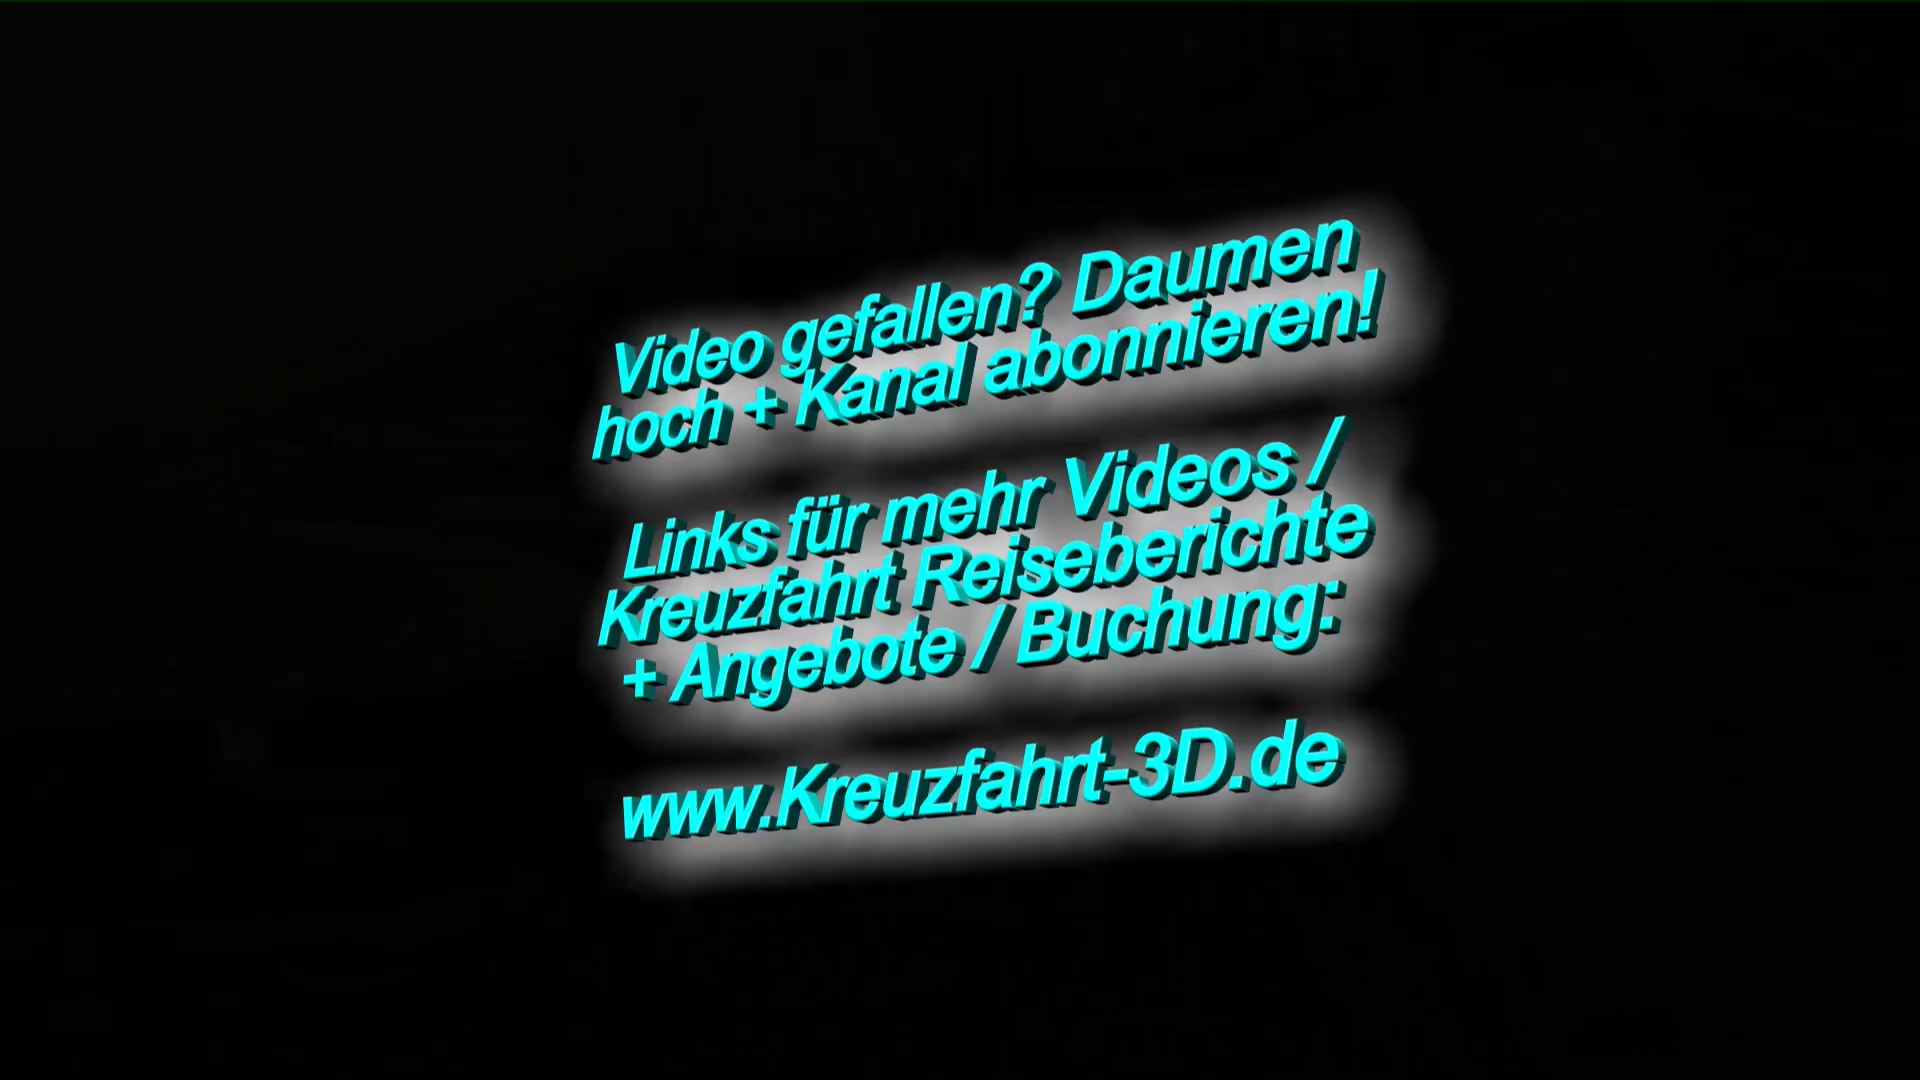 Video gefallen? Daumen
hoch + Kanal abonnieren!
Links für mehr Videos /
Kreuzfahrt Reiseberichte
+ Angebote / Buchung:
www.Kreuzfahrt-3D.de